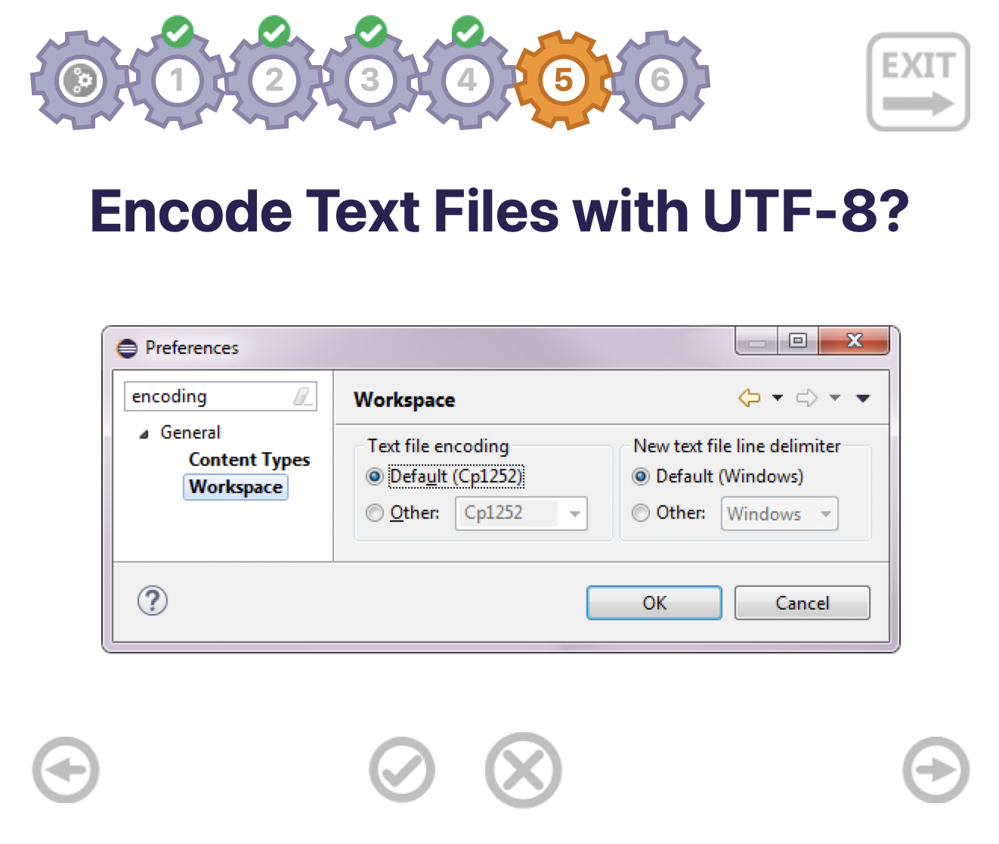 1 2 3 4 5 6
EXIT
Encode Text Files with UTF-8?
Preferences
encoding
General
Content Types
Workspace
Workspace
Text file encoding
Default (Cp1252)
Other: Cp1252
New text file line delimiter
Default (Windows)
Other: Windows
?
OK Cancel